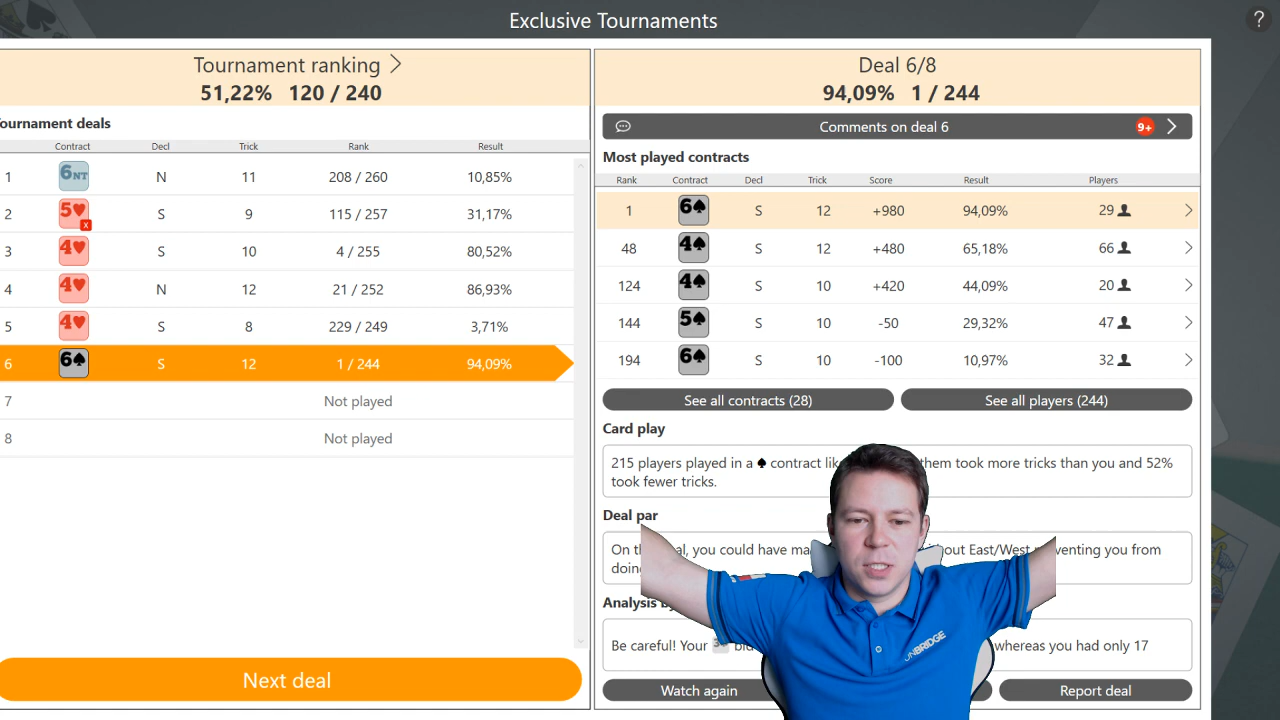 Exclusive Tournaments
?
Tournament ranking >
51,22% 120 / 240
ournament deals
Contract Decl Trick Rank Result
1 6NT N 11 208 / 260 10,85%
2 5♥ x S 9 115 / 257 31,17%
3 4♥ S 10 4 / 255 80,52%
4 4♥ N 12 21 / 252 86,93%
5 4♥ S 8 229 / 249 3,71%
6 6♠ S 12 1 / 244 94,09%
7 Not played
8 Not played
Next deal
Deal 6/8
94,09% 1 / 244
Comments on deal 6 9+ >
Most played contracts
Rank Contract Decl Trick Score Result Players
1 6♠ S 12 +980 94,09% 29 >
48 4♠ S 12 +480 65,18% 66 >
124 4♠ S 10 +420 44,09% 20 >
144 5♠ S 10 -50 29,32% 47 >
194 6♠ S 10 -100 10,97% 32 >
See all contracts (28) See all players (244)
Card play
215 players played in a ♠ contract them took more tricks than you and 52%
took fewer tricks.
Deal par
On you could have East/West you from
Analysis
Be careful! Your whereas you had only 17
Watch again Report deal
UNBRIDGE